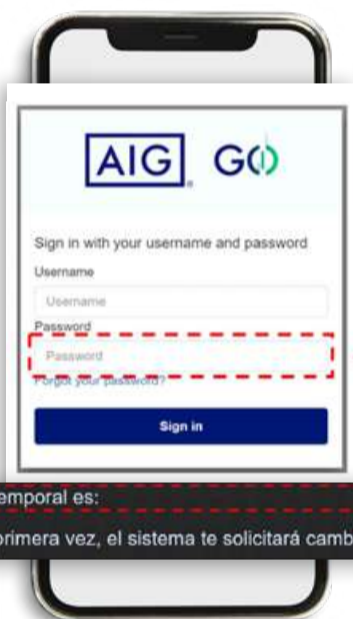 AIG GO
Sign in with your username and password
Username
Username
Password
Password
Forgot your password?
Sign in
emporal es:
primera vez, el sistema te solicitará camb